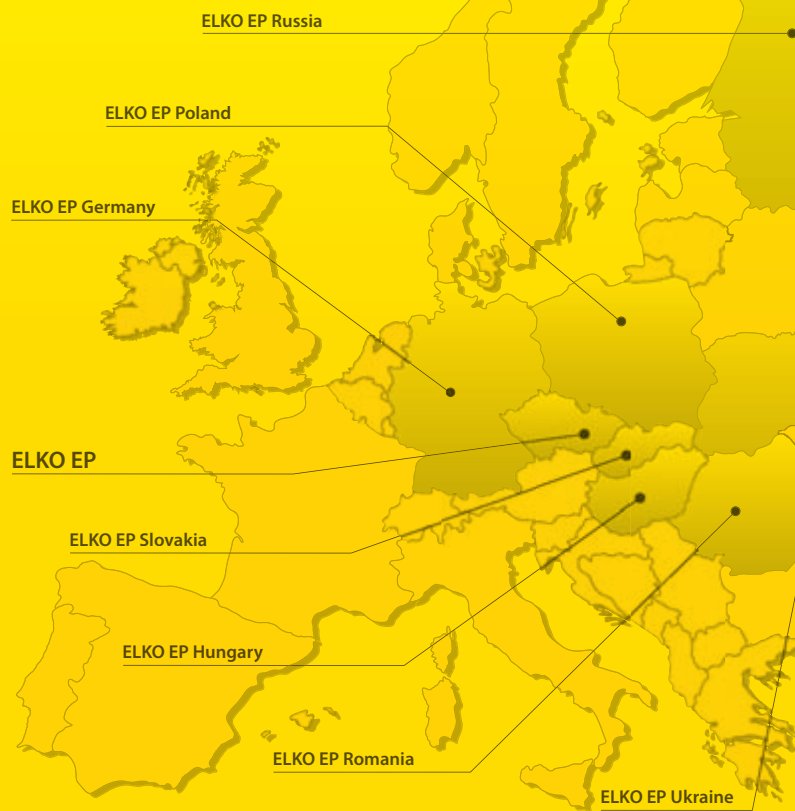 ELKO EP Russia
ELKO EP Poland
ELKO EP Germany
ELKO EP
ELKO EP Slovakia
ELKO EP Hungary
ELKO EP Romania
ELKO EP Ukraine